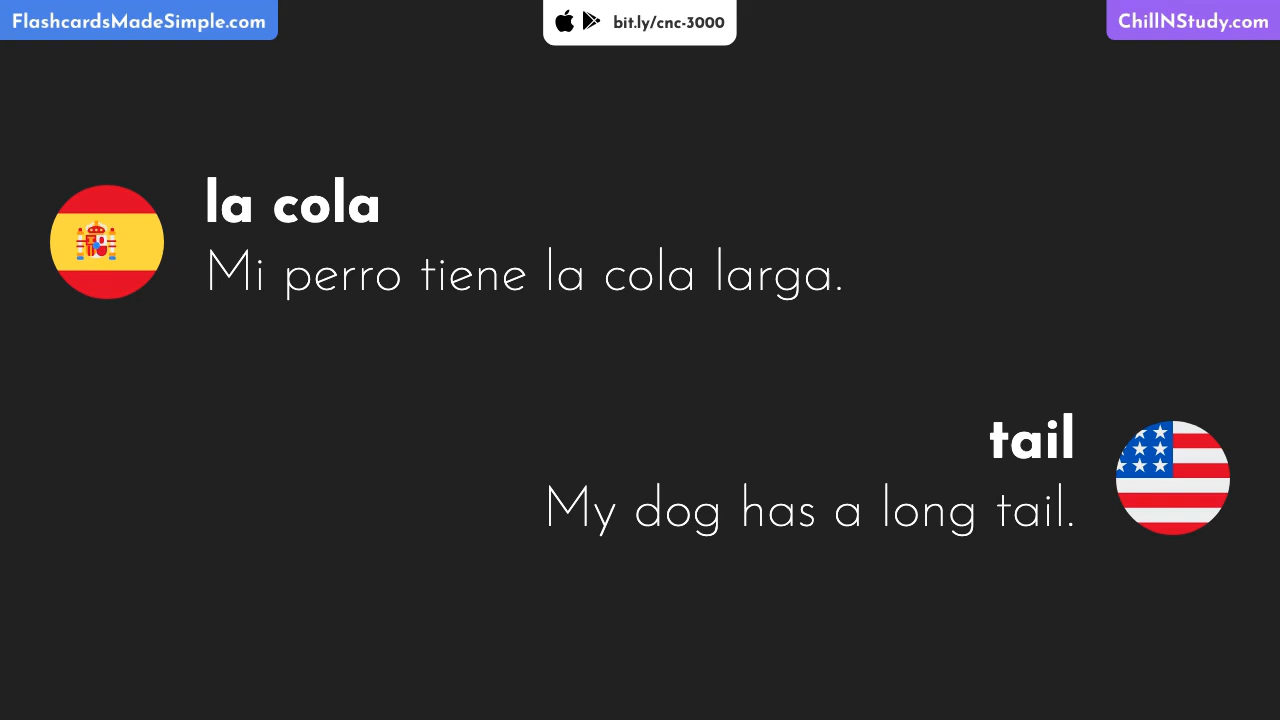 FlashcardsMadeSimple.com
bit.ly/cnc-3000
ChillNStudy.com
la cola
Mi perro tiene la cola larga.
tail
My dog has a long tail.